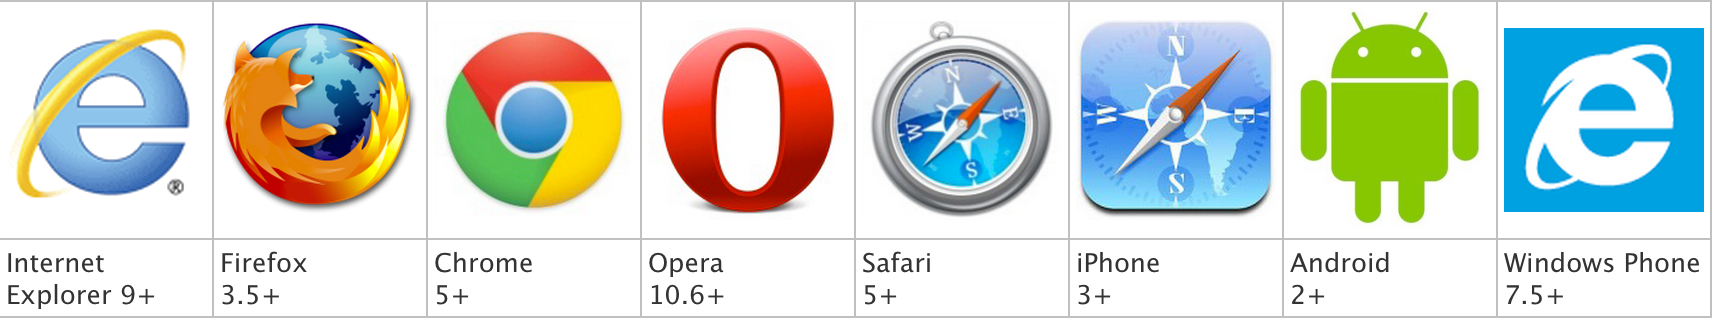 N
E
S
W
N
E
S
W
®
Internet
Explorer 9+
Firefox
3.5+
Chrome
5+
Opera
10.6+
Safari
5+
iPhone
3+
Android
2+
Windows Phone
7.5+